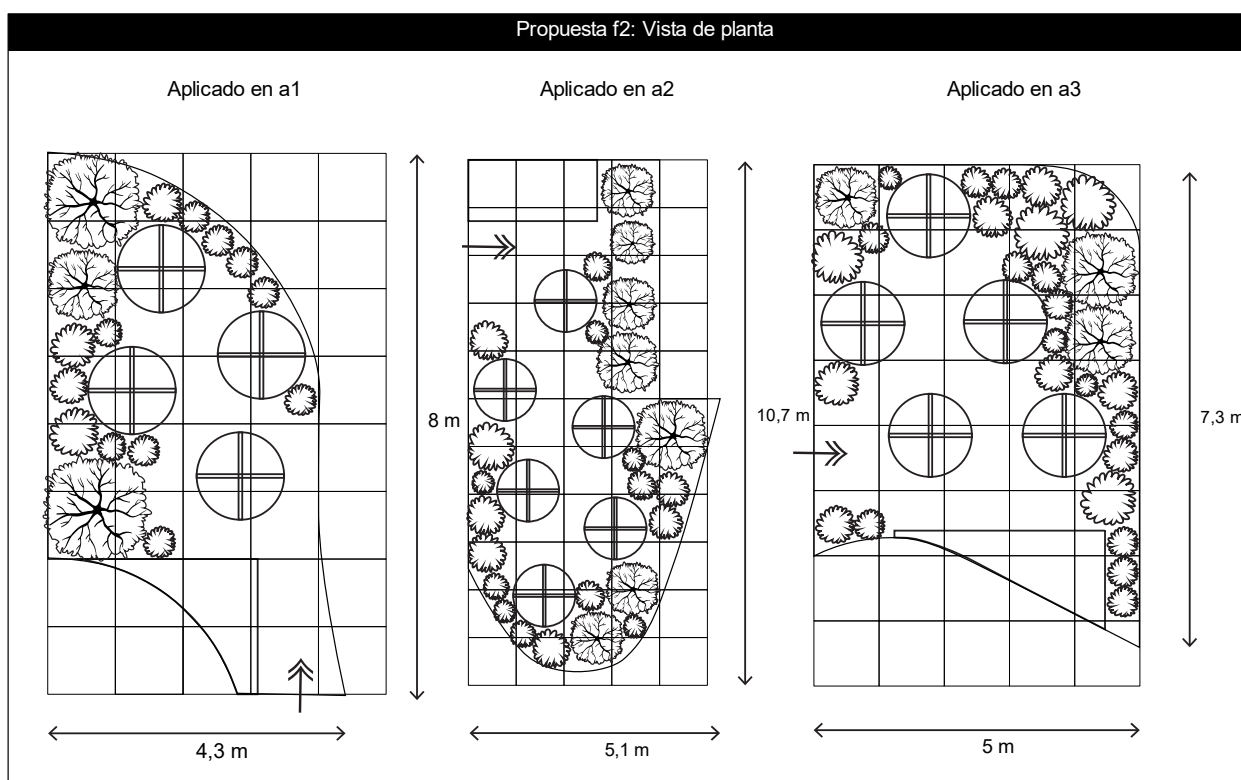 Propuesta f2: Vista de planta
Aplicado en a1
Aplicado en a2
Aplicado en a3
8 m
10,7 m
7,3 m
4,3 m
5,1 m
5 m